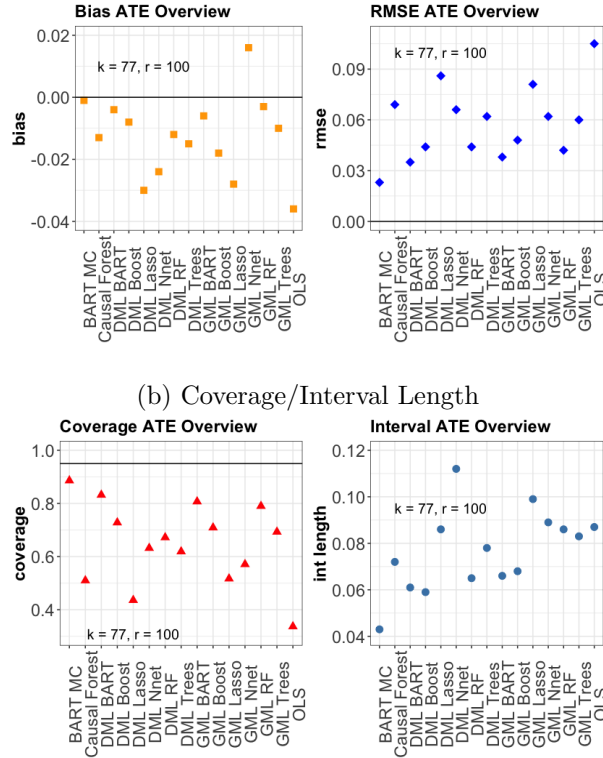 Bias ATE Overview
0.02
0.00
-0.02
-0.04
bias
k = 77, r = 100
BART MC
Causal Forest
DML BART
DML Boost
DML Lasso
DML Nnet
DML RF
DML Trees
GML BART
GML Boost
GML Lasso
GML Nnet
GML RF
GML Trees
OLS
RMSE ATE Overview
0.09
0.06
0.03
0.00
rmse
k = 77, r = 100
BART MC
Causal Forest
DML BART
DML Boost
DML Lasso
DML Nnet
DML RF
DML Trees
GML BART
GML Boost
GML Lasso
GML Nnet
GML RF
GML Trees
OLS
(b) Coverage/Interval Length
Coverage ATE Overview
1.0
0.8
0.6
0.4
coverage
k = 77, r = 100
BART MC
Causal Forest
DML BART
DML Boost
DML Lasso
DML Nnet
DML RF
DML Trees
GML BART
GML Boost
GML Lasso
GML Nnet
GML RF
GML Trees
OLS
Interval ATE Overview
0.12
0.10
0.08
0.06
0.04
int length
k = 77, r = 100
BART MC
Causal Forest
DML BART
DML Boost
DML Lasso
DML Nnet
DML RF
DML Trees
GML BART
GML Boost
GML Lasso
GML Nnet
GML RF
GML Trees
OLS